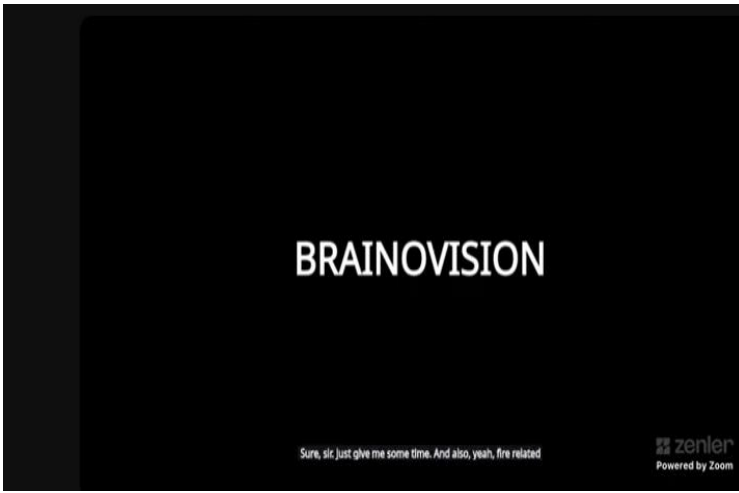 BRAINOVISION
Sure, sir. Just give me some time. And also, yeah, fire related
zenler
Powered by Zoom